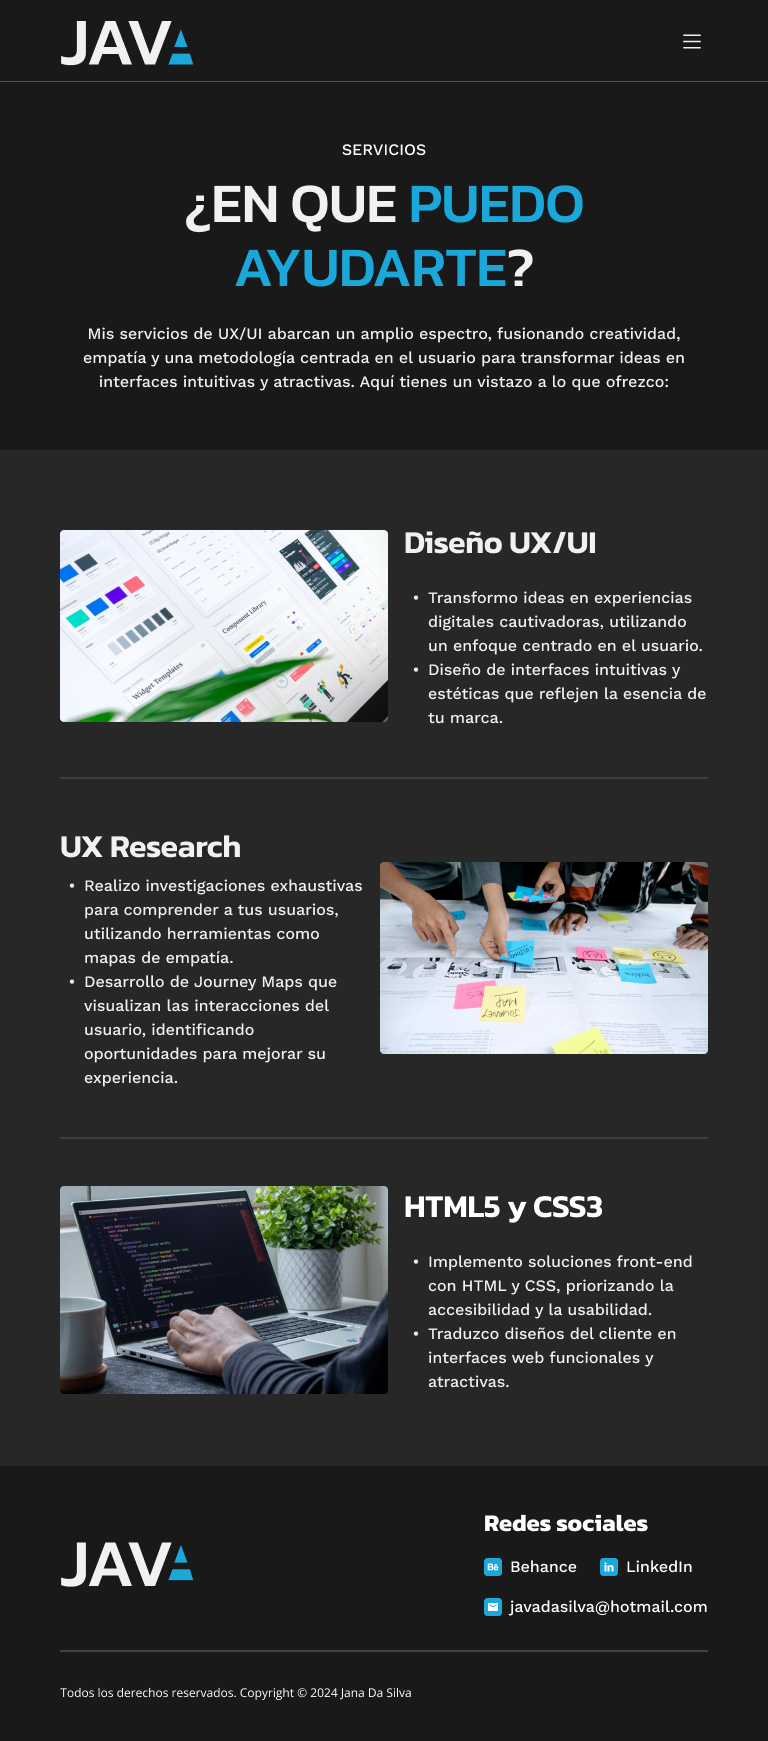 JAVA
SERVICIOS
¿EN QUE PUEDO
AYUDARTE?
Mis servicios de UX/UI abarcan un amplio espectro, fusionando creatividad,
empatía y una metodología centrada en el usuario para transformar ideas en
interfaces intuitivas y atractivas. Aquí tienes un vistazo a lo que ofrezco:
Component Library
Widget Templates
Diseño UX/UI
• Transformo ideas en experiencias
digitales cautivadoras, utilizando
un enfoque centrado en el usuario.
• Diseño de interfaces intuitivas y
estéticas que reflejen la esencia de
tu marca.
UX Research
• Realizo investigaciones exhaustivas
para comprender a tus usuarios,
utilizando herramientas como
mapas de empatía.
• Desarrollo de Journey Maps que
visualizan las interacciones del
usuario, identificando
oportunidades para mejorar su
experiencia.
JOURNEY
MAP
HTML5 y CSS3
• Implemento soluciones front-end
con HTML y CSS, priorizando la
accesibilidad y la usabilidad.
• Traduzco diseños del cliente en
interfaces web funcionales y
atractivas.
JAVA
Redes sociales
Bē Behance in LinkedIn
javadasilva@hotmail.com
Todos los derechos reservados. Copyright © 2024 Jana Da Silva